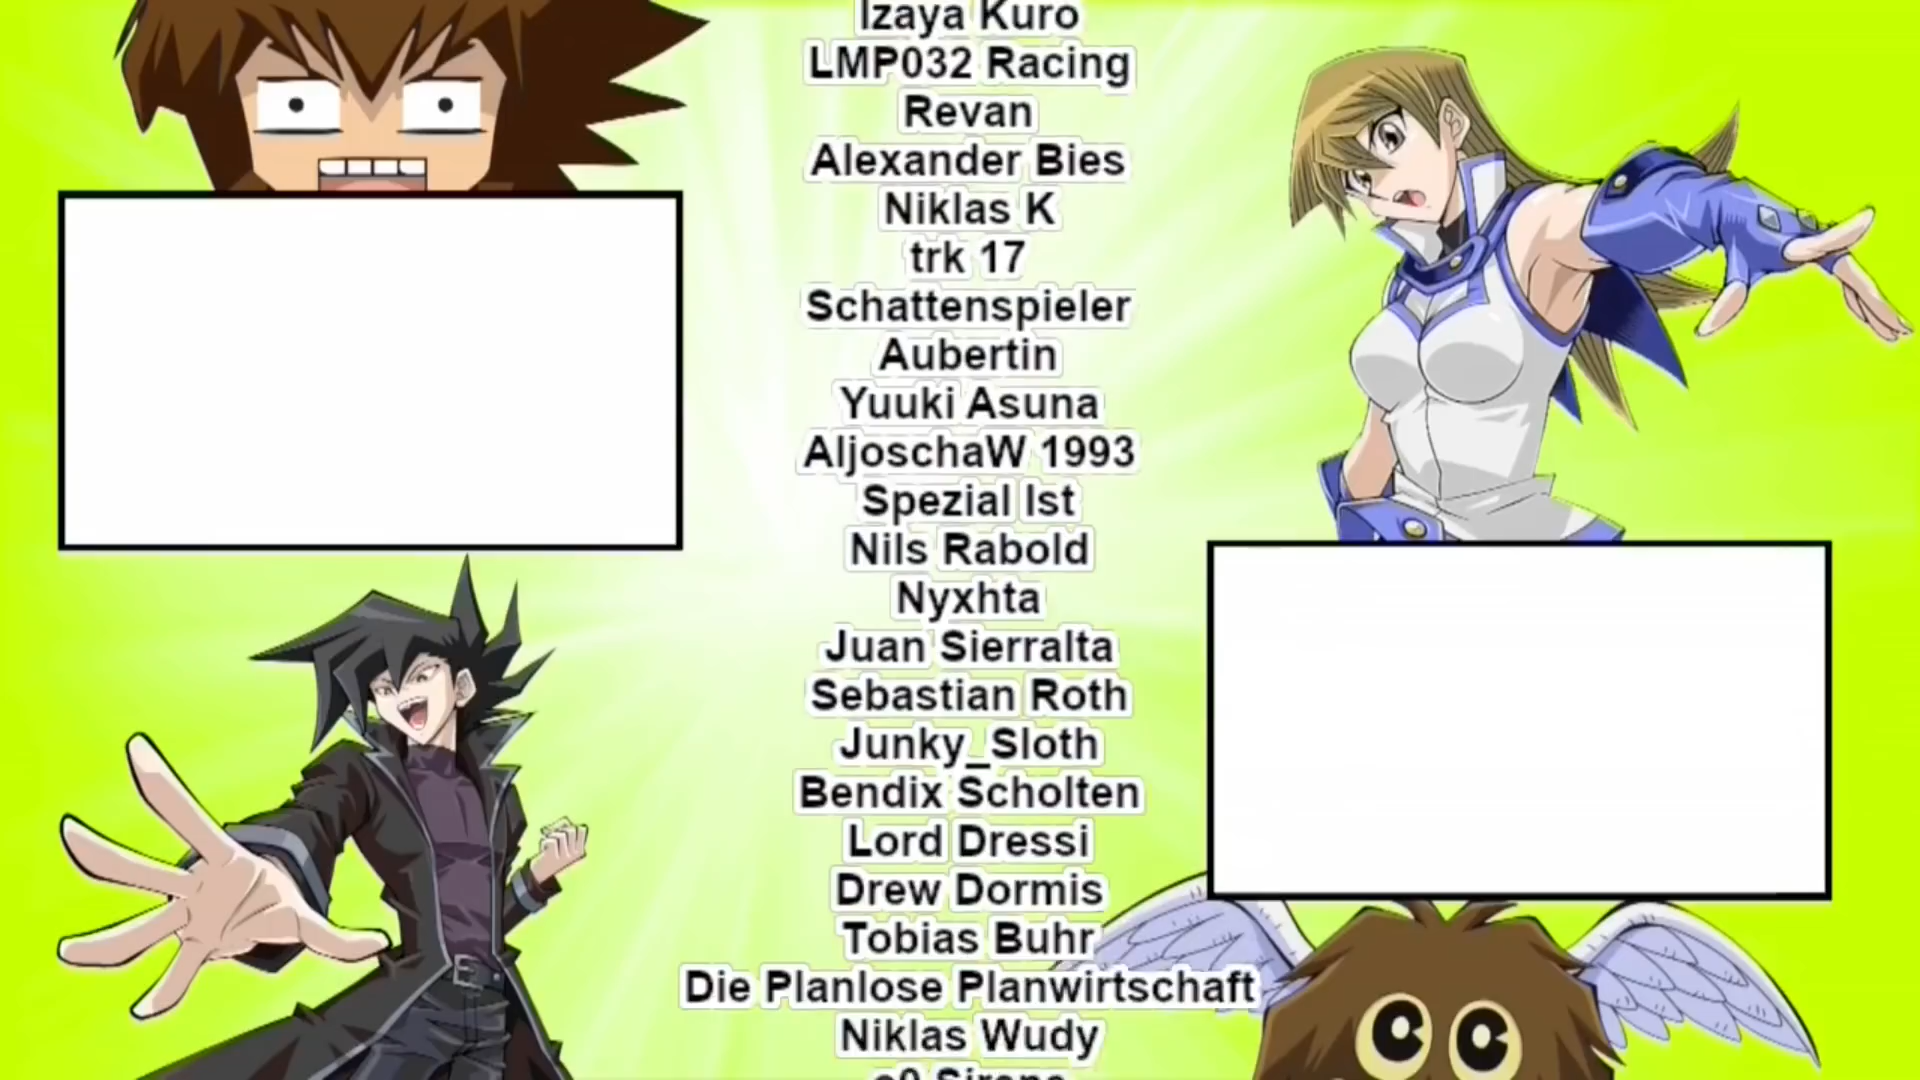 Izaya Kuro
LMP032 Racing
Revan
Alexander Bies
Niklas K
trk 17
Schattenspieler
Aubertin
Yuuki Asuna
AljoschaW 1993
Spezial Ist
Nils Rabold
Nyxhta
Juan Sierralta
Sebastian Roth
Junky_Sloth
Bendix Scholten
Lord Dressi
Drew Dormis
Tobias Buhr
Die Planlose Planwirtschaft
Niklas Wudy